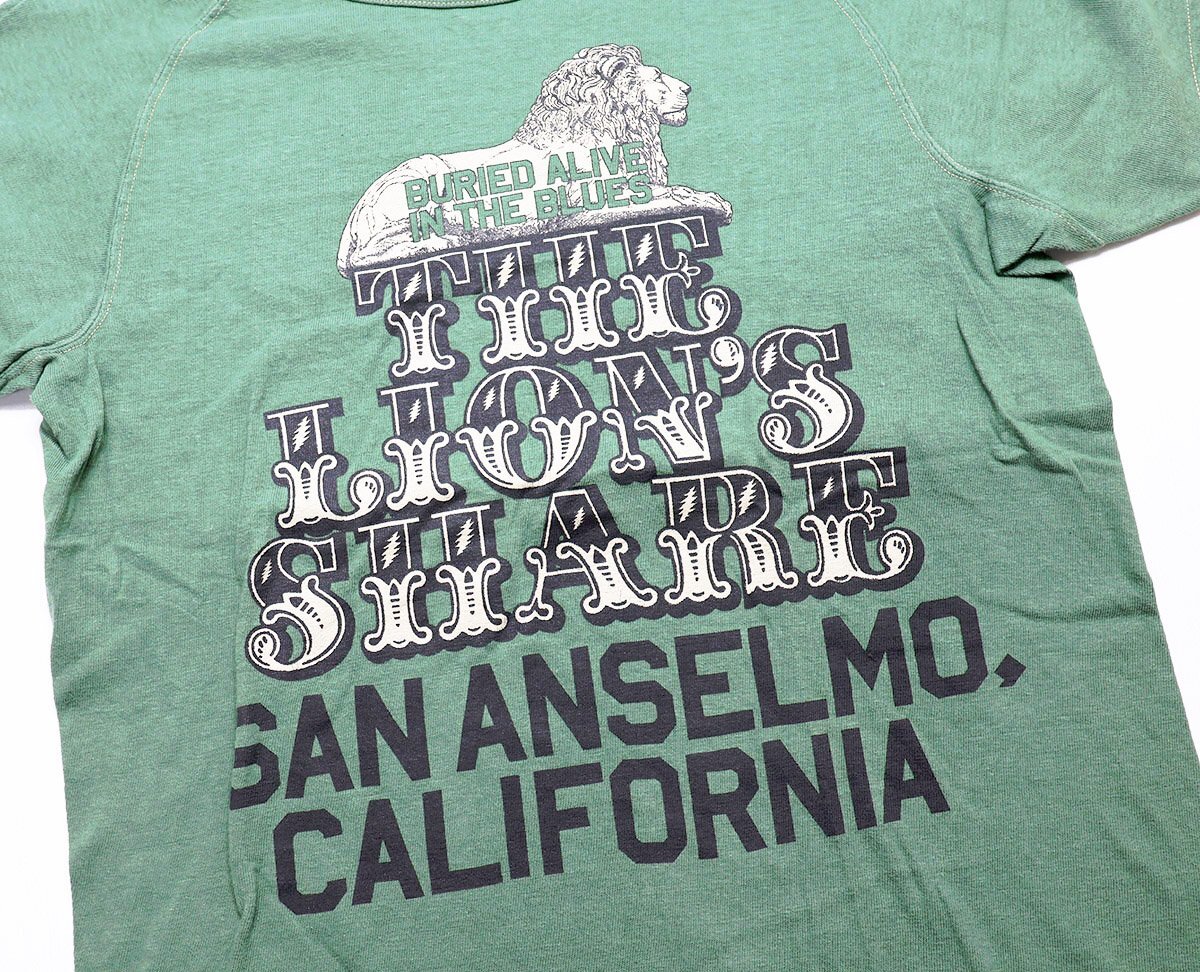 BURIED ALIVE
IN THE BLUES
THE
LION'S
SHARE
SAN ANSELMO,
CALIFORNIA